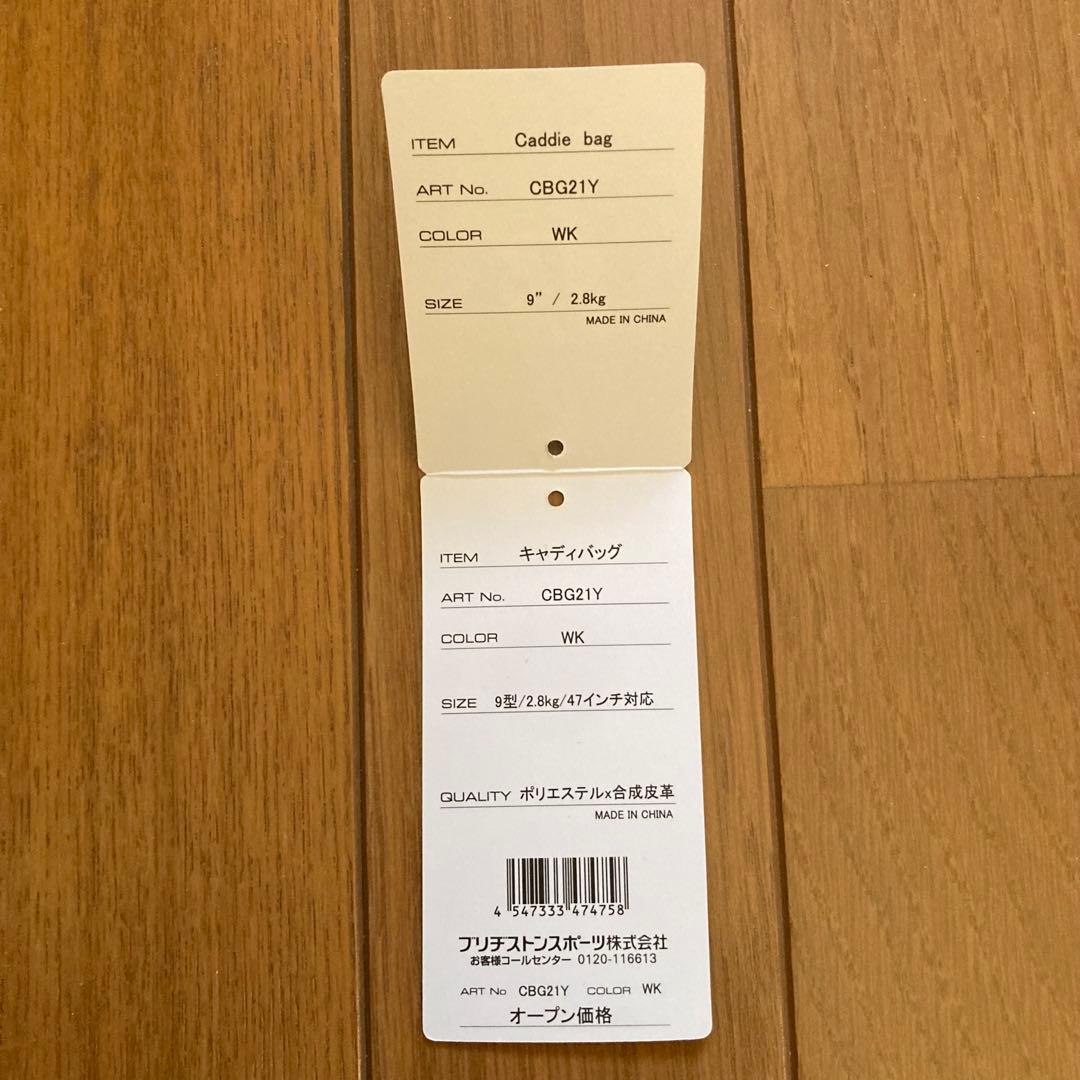 ITEM Caddie bag
ART No. CBG21Y
COLOR WK
SIZE 9” / 2.8kg
MADE IN CHINA
ITEM キャディバッグ
ART No. CBG21Y
COLOR WK
SIZE 9型/2.8kg/47インチ対応
QUALITY ポリエステルx合成皮革
MADE IN CHINA
4 547333 474758
ブリヂストンスポーツ株式会社
お客様コールセンター 0120-116613
ART No CBG21Y COLOR WK
オープン価格